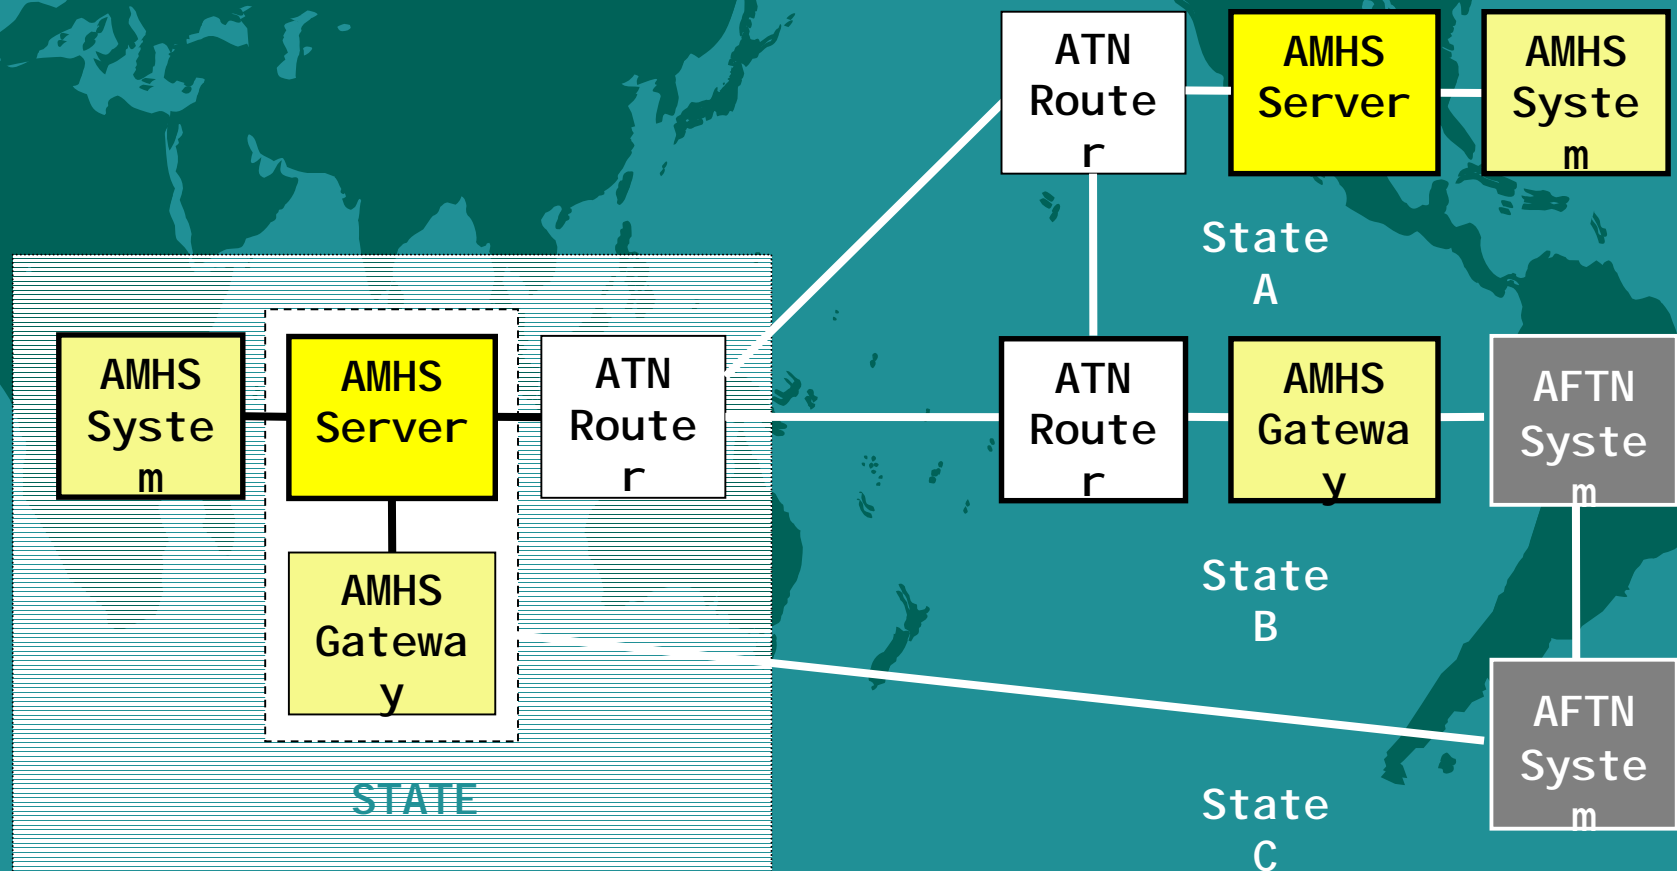 ATN
Route
r
AMHS
Server
AMHS
Syste
m
State
A
AMHS
Syste
m
AMHS
Server
ATN
Route
r
ATN
Route
r
AMHS
Gatewa
y
AFTN
Syste
m
AMHS
Gatewa
y
State
B
STATE
State
C
AFTN
Syste
m